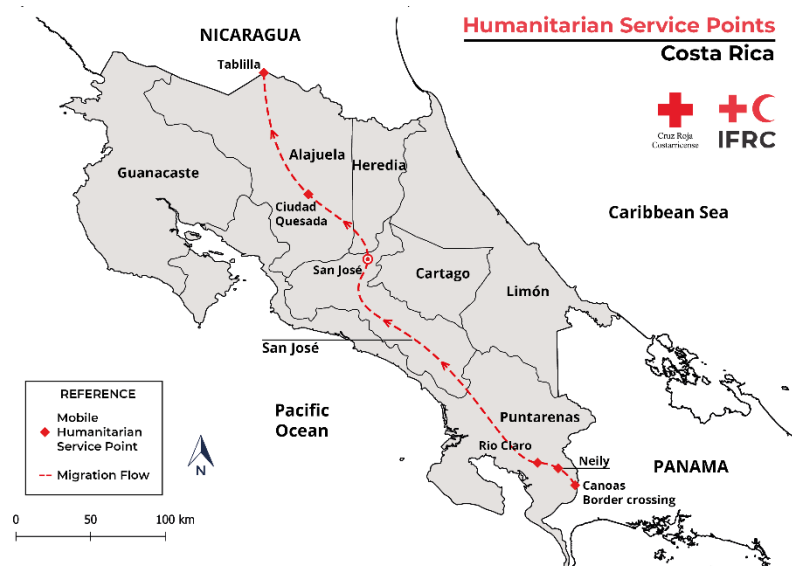 Humanitarian Service Points
Costa Rica
Cruz Roja
Costarricense
IFRC
NICARAGUA
Tablilla
Alajuela
Heredia
Guanacaste
Ciudad
Quesada
Caribbean Sea
San José
Cartago
Limón
San José
Pacific
Ocean
Puntarenas
Rio Claro
Neily
PANAMA
Canoas
Border crossing
REFERENCE
Mobile
Humanitarian
Service Point
Migration Flow
N
0 50 100 km